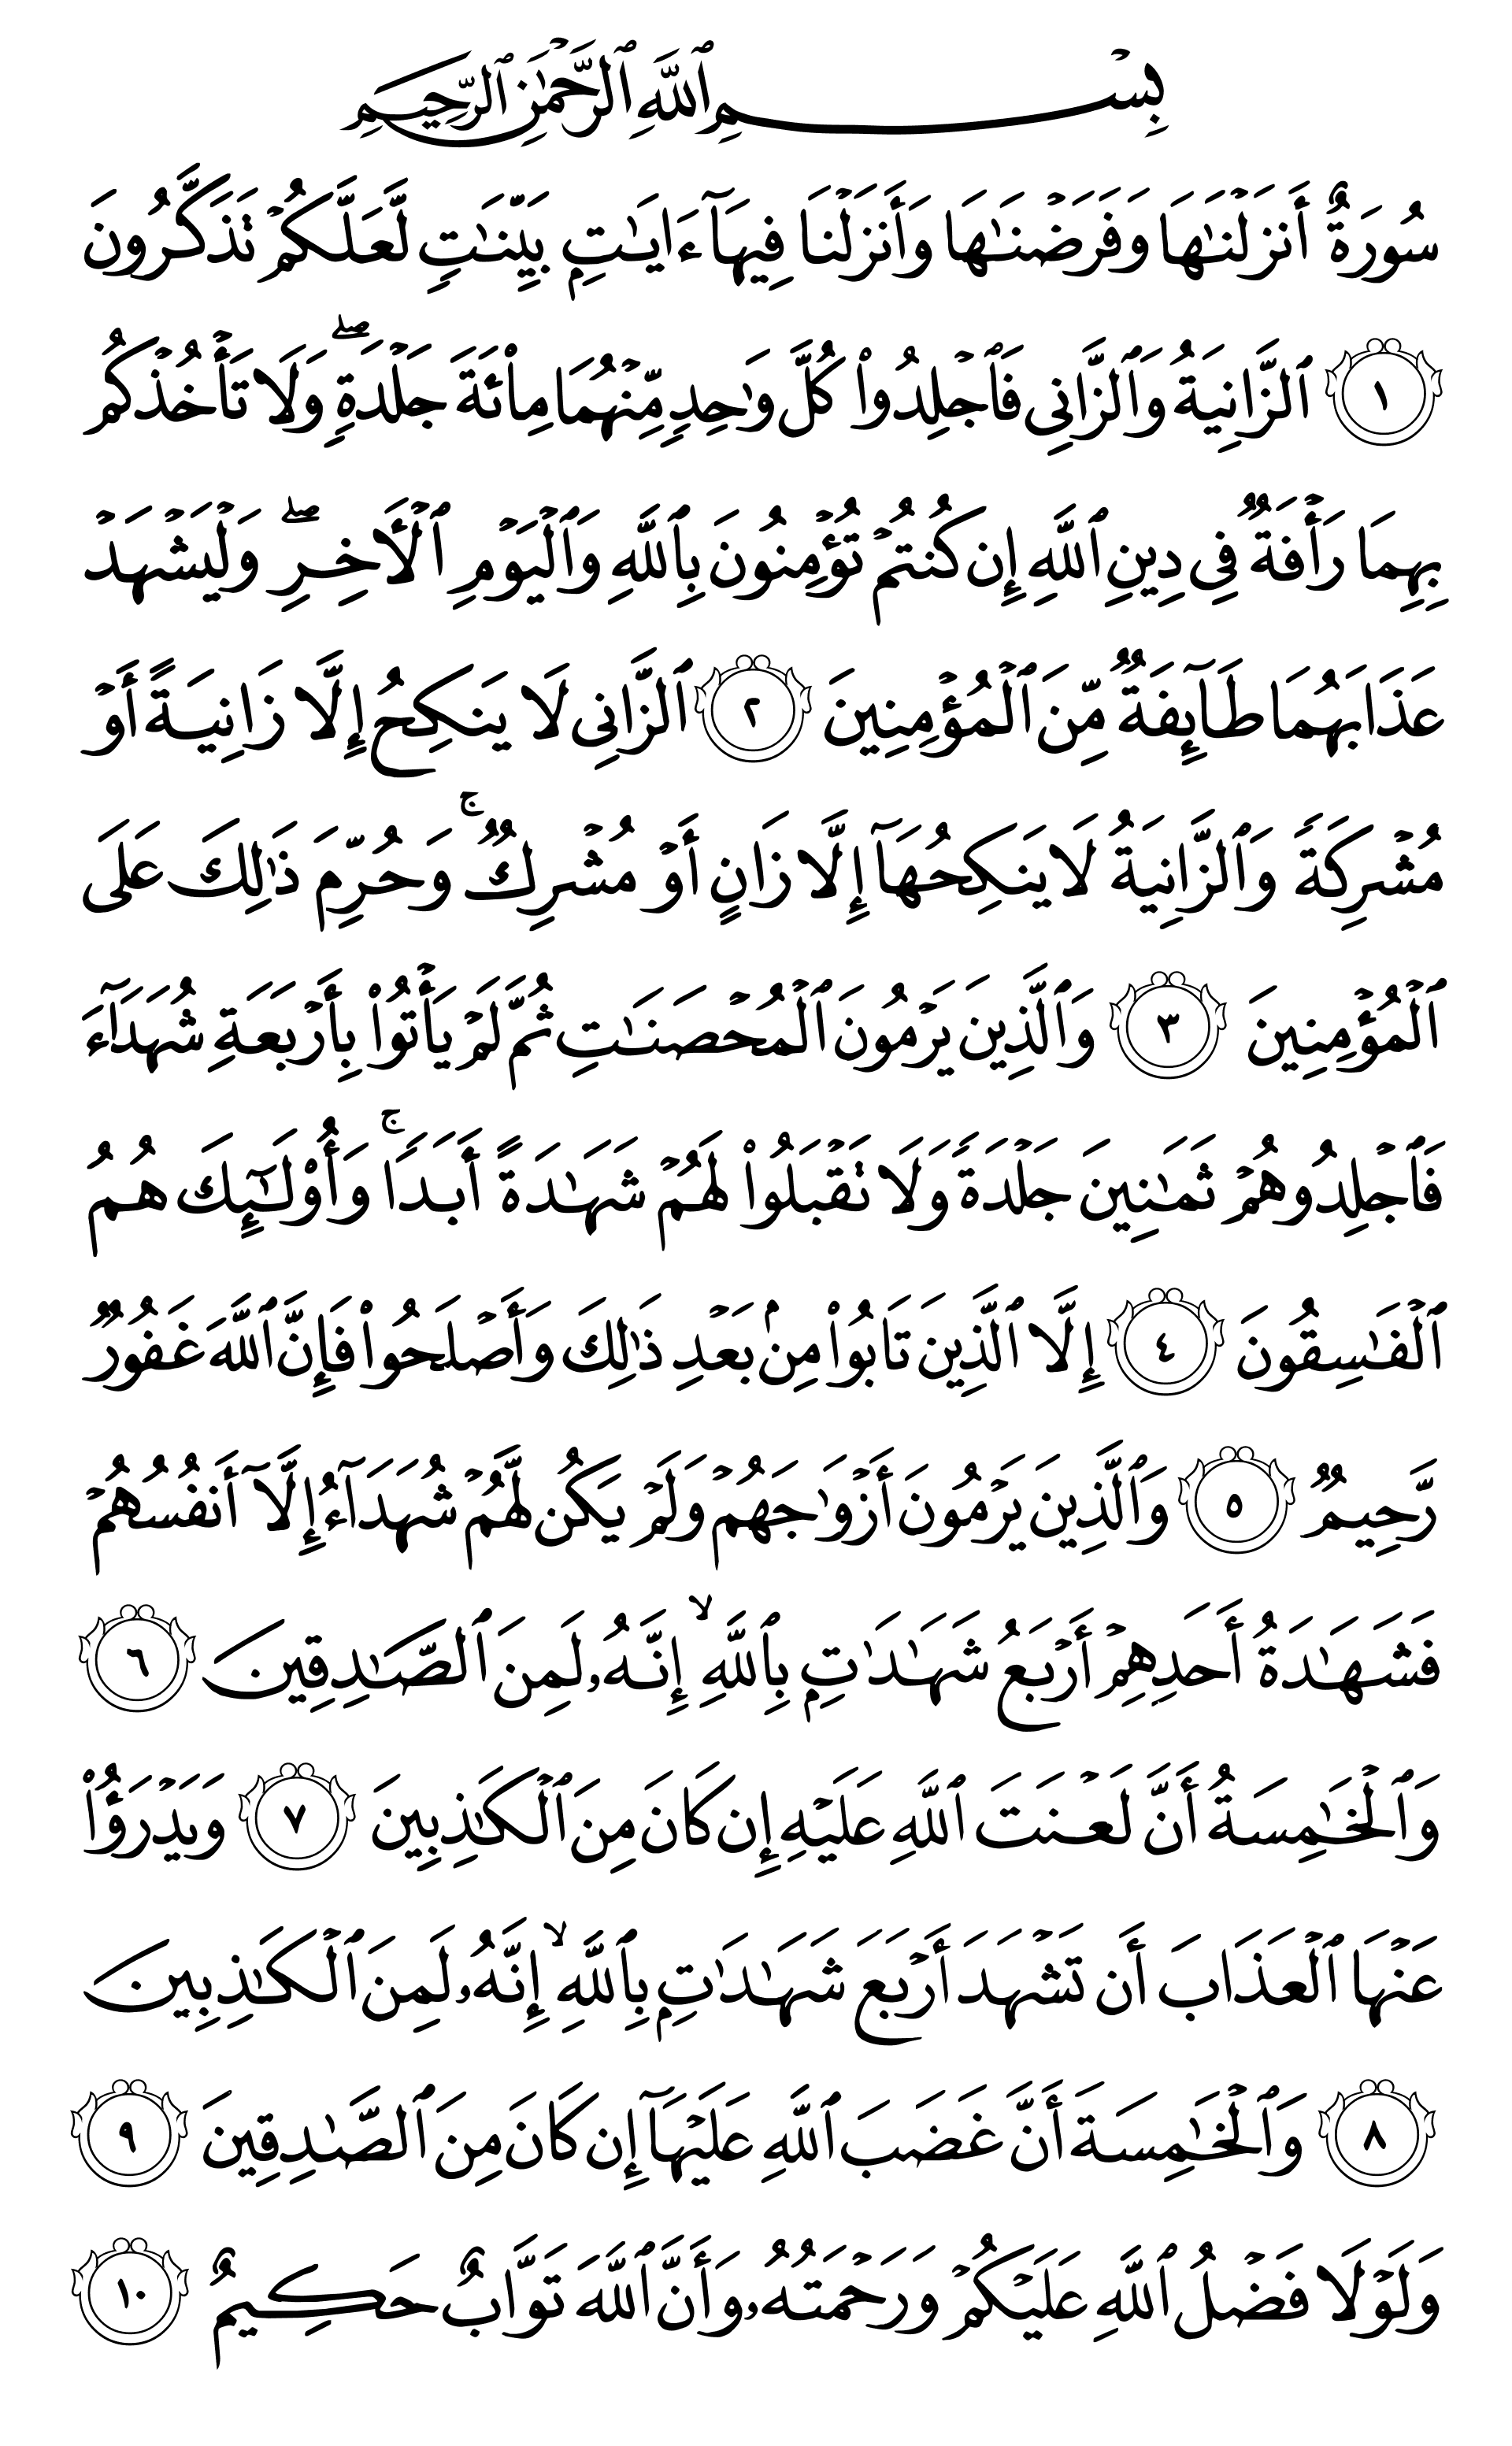 بِسْمِ ٱللَّهِ ٱلرَّحْمَٰنِ ٱلرَّحِيمِ
سُورَةٌ أَنزَلْنَٰهَا وَفَرَضْنَٰهَا وَأَنزَلْنَا فِيهَآ ءَايَٰتٍۭ بَيِّنَٰتٍ لَّعَلَّكُمْ تَذَكَّرُونَ
١ ٱلزَّانِيَةُ وَٱلزَّانِى فَٱجْلِدُوا۟ كُلَّ وَٰحِدٍ مِّنْهُمَا مِا۟ئَةَ جَلْدَةٍ ۖ وَلَا تَأْخُذْكُم
بِهِمَا رَأْفَةٌ فِى دِينِ ٱللَّهِ إِن كُنتُمْ تُؤْمِنُونَ بِٱللَّهِ وَٱلْيَوْمِ ٱلْءَاخِرِ ۖ وَلْيَشْهَدْ
عَذَابَهُمَا طَآئِفَةٌ مِّنَ ٱلْمُؤْمِنِينَ ٢ ٱلزَّانِى لَا يَنكِحُ إِلَّا زَانِيَةً أَوْ
مُشْرِكَةً وَٱلزَّانِيَةُ لَا يَنكِحُهَآ إِلَّا زَانٍ أَوْ مُشْرِكٌ ۚ وَحُرِّمَ ذَٰلِكَ عَلَى
ٱلْمُؤْمِنِينَ ٣ وَٱلَّذِينَ يَرْمُونَ ٱلْمُحْصَنَٰتِ ثُمَّ لَمْ يَأْتُوا۟ بِأَرْبَعَةِ شُهَدَآءَ
فَٱجْلِدُوهُمْ ثَمَٰنِينَ جَلْدَةً وَلَا تَقْبَلُوا۟ لَهُمْ شَهَٰدَةً أَبَدًا ۚ وَأُو۟لَٰٓئِكَ هُمُ
ٱلْفَٰسِقُونَ ٤ إِلَّا ٱلَّذِينَ تَابُوا۟ مِنۢ بَعْدِ ذَٰلِكَ وَأَصْلَحُوا۟ فَإِنَّ ٱللَّهَ غَفُورٌ
رَّحِيمٌ ٥ وَٱلَّذِينَ يَرْمُونَ أَزْوَٰجَهُمْ وَلَمْ يَكُن لَّهُمْ شُهَدَآءُ إِلَّآ أَنفُسُهُمْ
فَشَهَٰدَةُ أَحَدِهِمْ أَرْبَعُ شَهَٰدَٰتٍۭ بِٱللَّهِ ۙ إِنَّهُۥ لَمِنَ ٱلصَّٰدِقِينَ ٦
وَٱلْخَٰمِسَةُ أَنَّ لَعْنَتَ ٱللَّهِ عَلَيْهِ إِن كَانَ مِنَ ٱلْكَٰذِبِينَ ٧ وَيَدْرَؤُا۟
عَنْهَا ٱلْعَذَابَ أَن تَشْهَدَ أَرْبَعَ شَهَٰدَٰتٍۭ بِٱللَّهِ ۙ إِنَّهُۥ لَمِنَ ٱلْكَٰذِبِينَ
٨ وَٱلْخَٰمِسَةَ أَنَّ غَضَبَ ٱللَّهِ عَلَيْهَآ إِن كَانَ مِنَ ٱلصَّٰدِقِينَ ٩
وَلَوْلَا فَضْلُ ٱللَّهِ عَلَيْكُمْ وَرَحْمَتُهُۥ وَأَنَّ ٱللَّهَ تَوَّابٌ حَكِيمٌ ١٠